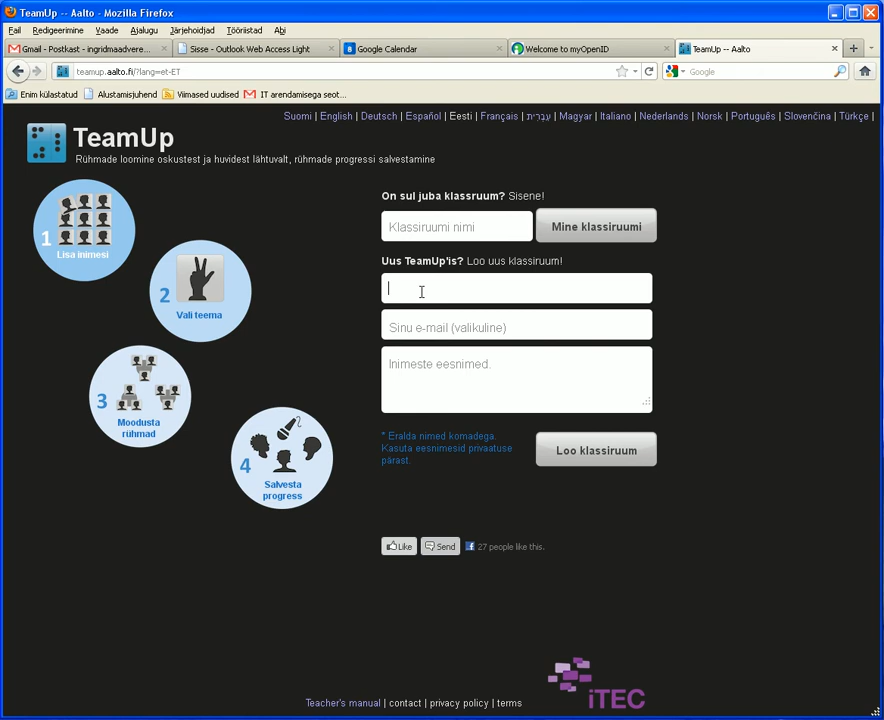 TeamUp -- Aalto - Mozilla Firefox
Fail Redigeerimine Vaade Ajalugu Järjehoidjad Tööriistad Abi
Gmail - Postkast - ingridmaadvere...
Sisse - Outlook Web Access Light
8 Google Calendar
Welcome to myOpenID
TeamUp -- Aalto
teamup.aalto.fi/?lang=et-ET
Google
Enim külastatud Alustamisjuhend Viimased uudised IT arendamisega seot...
Suomi | English | Deutsch | Español | Eesti | Français | עִבְרִית | Magyar | Italiano | Nederlands | Norsk | Português | Slovenčina | Türkçe |
TeamUp
Rühmade loomine oskustest ja huvidest lähtuvalt, rühmade progressi salvestamine
1
Lisa inimesi
2
Vali teema
3
Moodusta
rühmad
4
Salvesta
progress
On sul juba klassruum? Sisene!
Klassiruumi nimi
Mine klassiruumi
Uus TeamUp'is? Loo uus klassiruum!
Sinu e-mail (valikuline)
Inimeste eesnimed.
* Eralda nimed komadega.
Kasuta eesnimesid privaatuse
pärast.
Loo klassiruum
Like
Send
f 27 people like this.
iTEC
Teacher's manual | contact | privacy policy | terms